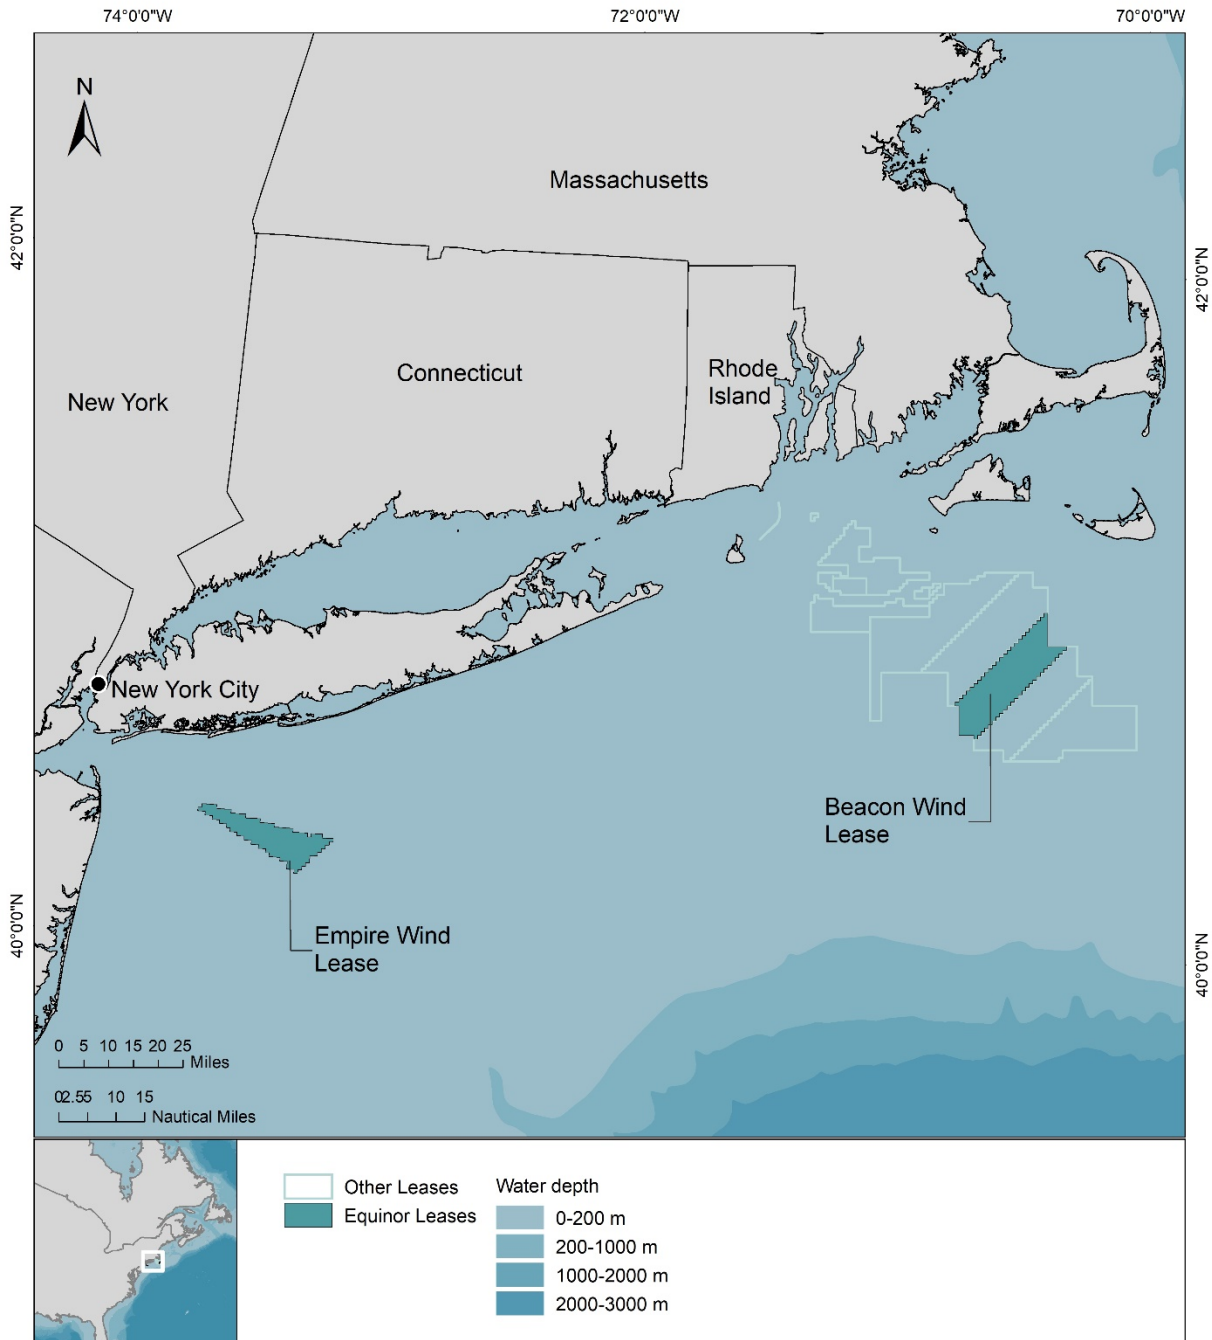 74°0'0"W
72°0'0"W
70°0'0"W
N
Massachusetts
42°0'0"N
42°0'0"N
Connecticut
Rhode
Island
New York
New York City
Beacon Wind
Lease
Empire Wind
Lease
40°0'0"N
40°0'0"N
0 5 10 15 20 25
Miles
02.55 10 15
Nautical Miles
Other Leases
Equinor Leases
Water depth
0-200 m
200-1000 m
1000-2000 m
2000-3000 m